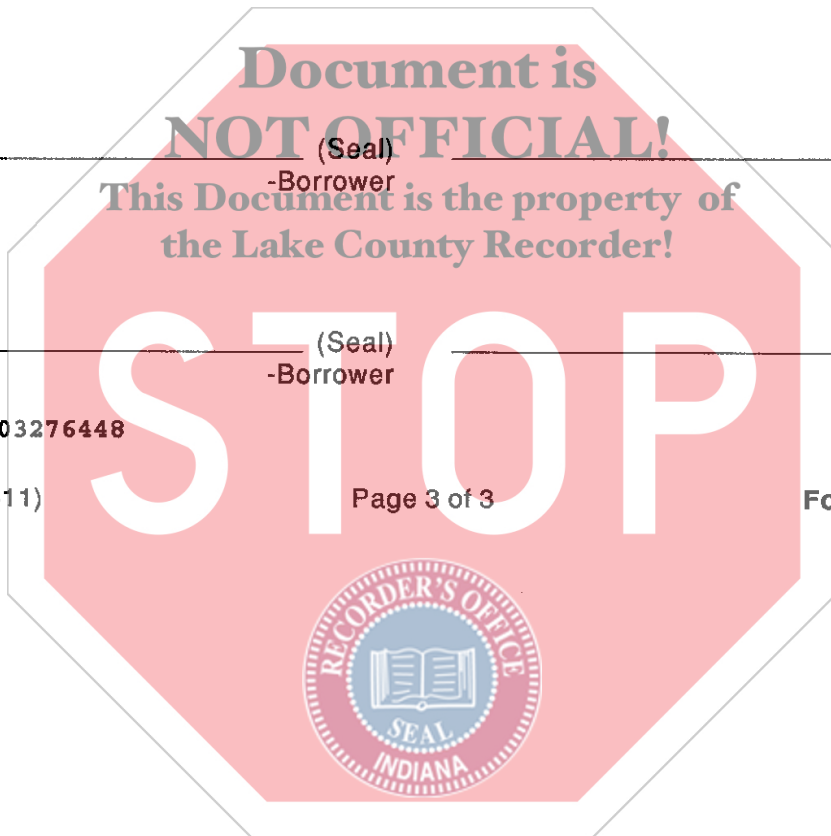 Document is
NOT OFFICIAL!
(Seal)
-Borrower
This Document is the property of
the Lake County Recorder!
(Seal)
-Borrower
03276448
STOP
11)
Page 3 of 3
Fo
RECORDER'S OFFICE
SEAL
INDIANA